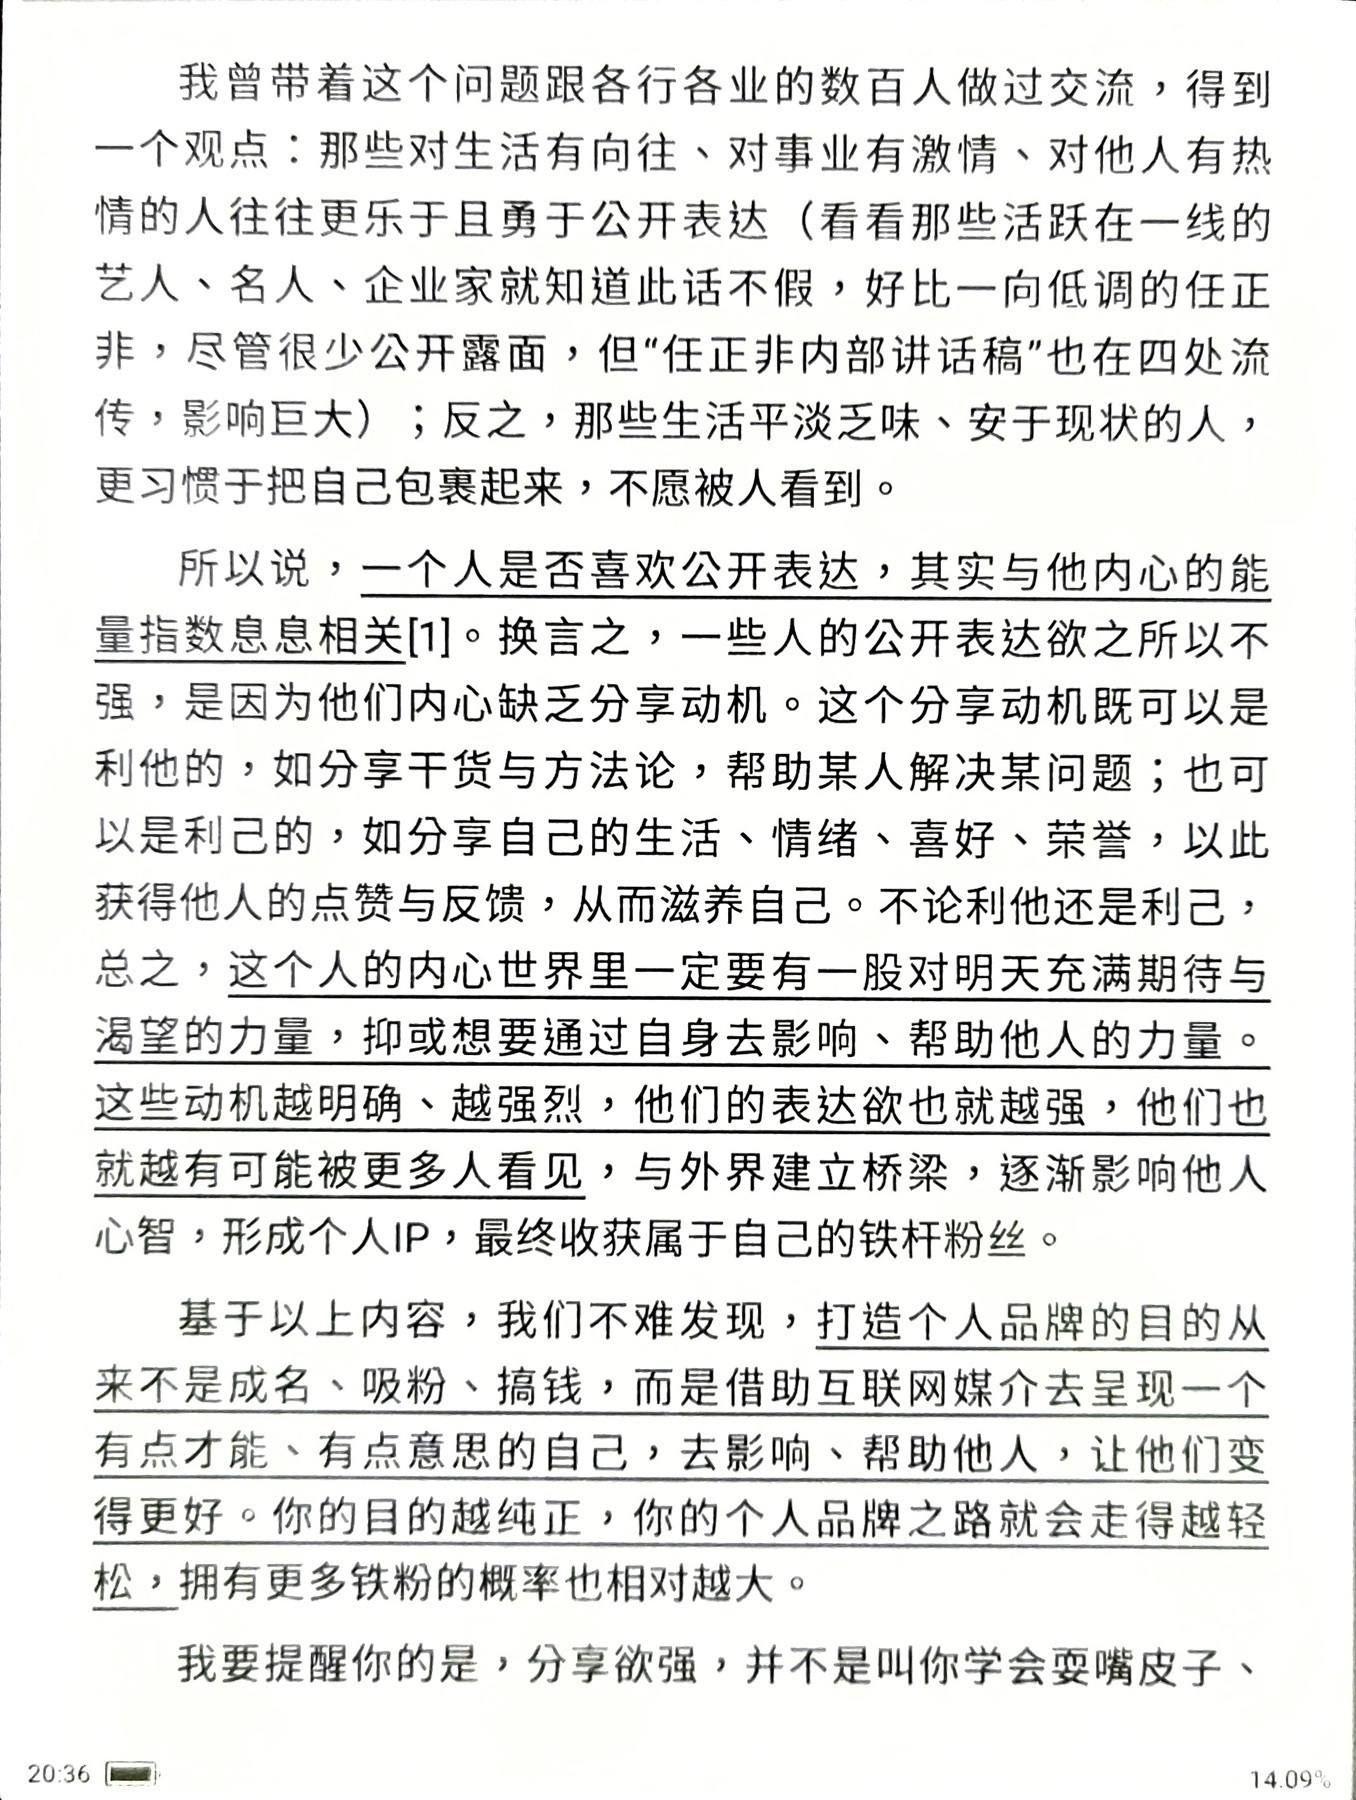 我曾带着这个问题跟各行各业的数百人做过交流，得到
一个观点：那些对生活有向往、对事业有激情、对他人有热
情的人往往更乐于且勇于公开表达（看看那些活跃在一线的
艺人、名人、企业家就知道此话不假，好比一向低调的任正
非，尽管很少公开露面，但“任正非内部讲话稿”也在四处流
传，影响巨大）；反之，那些生活平淡乏味、安于现状的人，
更习惯于把自己包裹起来，不愿被人看到。
所以说，一个人是否喜欢公开表达，其实与他内心的能
量指数息息相关[1]。换言之，一些人的公开表达欲之所以不
强，是因为他们内心缺乏分享动机。这个分享动机既可以是
利他的，如分享干货与方法论，帮助某人解决某问题；也可
以是利己的，如分享自己的生活、情绪、喜好、荣誉，以此
获得他人的点赞与反馈，从而滋养自己。不论利他还是利己，
总之，这个人的内心世界里一定要有一股对明天充满期待与
渴望的力量，抑或想要通过自身去影响、帮助他人的力量。
这些动机越明确、越强烈，他们的表达欲也就越强，他们也
就越有可能被更多人看见，与外界建立桥梁，逐渐影响他人
心智，形成个人IP，最终收获属于自己的铁杆粉丝。
基于以上内容，我们不难发现，打造个人品牌的目的从
来不是成名、吸粉、搞钱，而是借助互联网媒介去呈现一个
有点才能、有点意思的自己，去影响、帮助他人，让他们变
得更好。你的目的越纯正，你的个人品牌之路就会走得越轻
松，拥有更多铁粉的概率也相对越大。
我要提醒你的是，分享欲强，并不是叫你学会耍嘴皮子、
20:36
14.09%